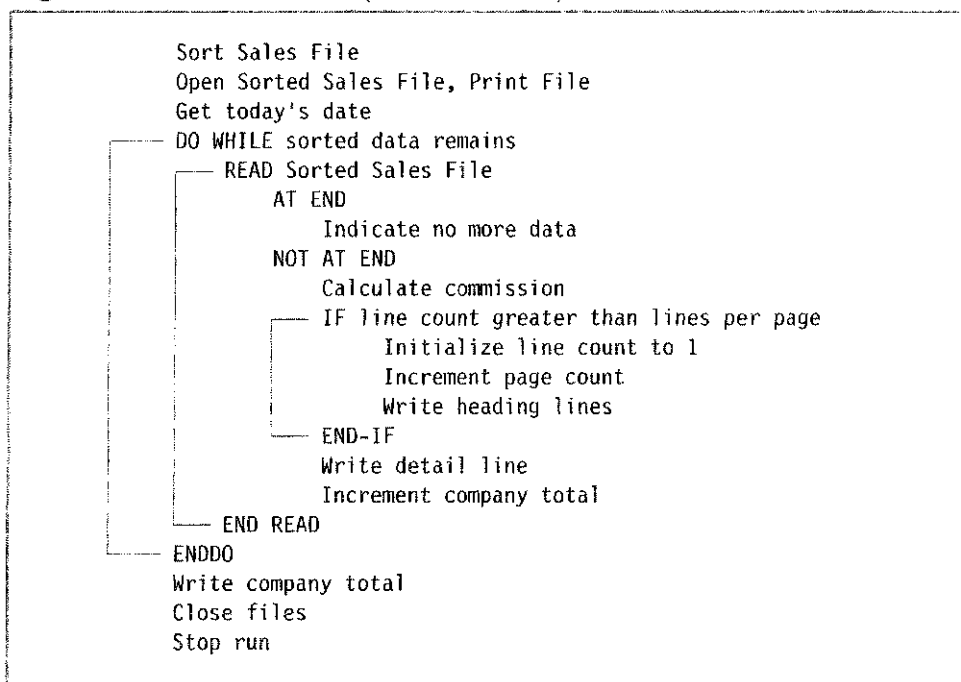 Sort Sales File
Open Sorted Sales File, Print File
Get today's date
DO WHILE sorted data remains
READ Sorted Sales File
AT END
Indicate no more data
NOT AT END
Calculate commission
IF line count greater than lines per page
Initialize line count to 1
Increment page count
Write heading lines
END-IF
Write detail line
Increment company total
END READ
ENDDO
Write company total
Close files
Stop run